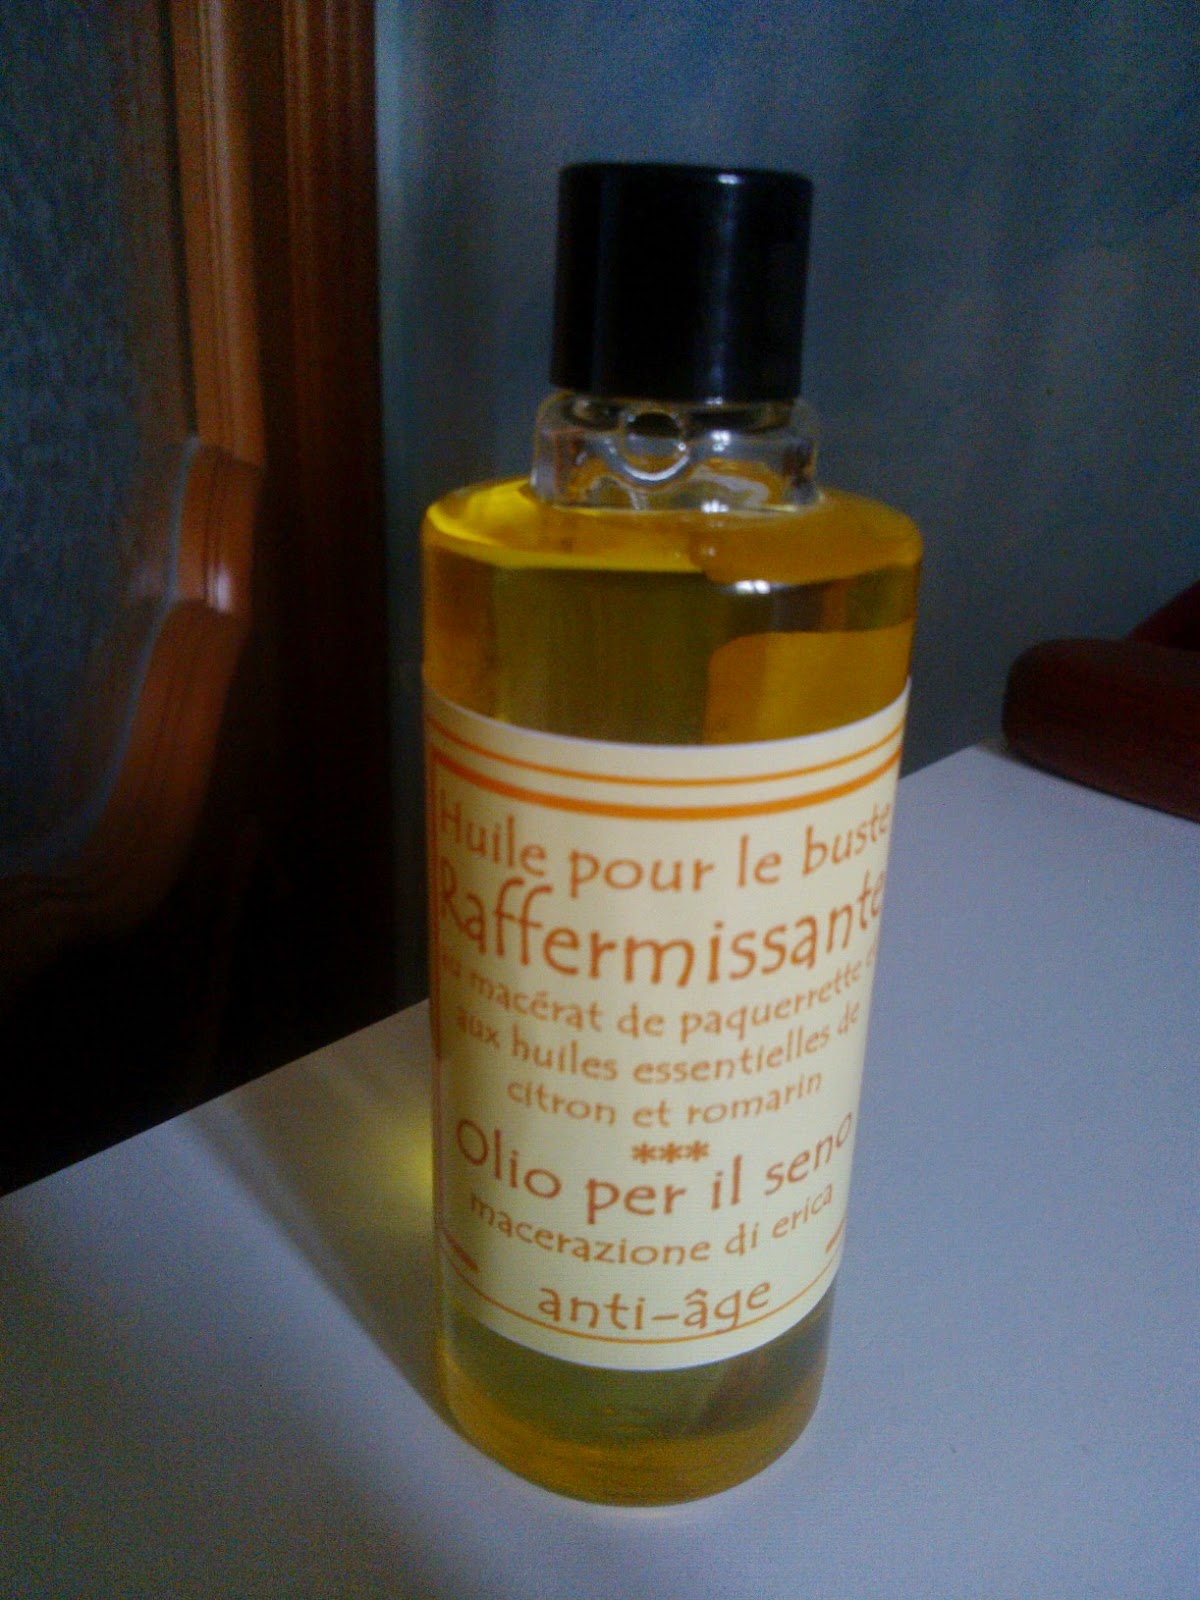 Huile pour le buste
Raffermissante
macérat de paquerrette
aux huiles essentielles de
citron et romarin
***
Olio per il seno
macerazione di erica
anti-âge